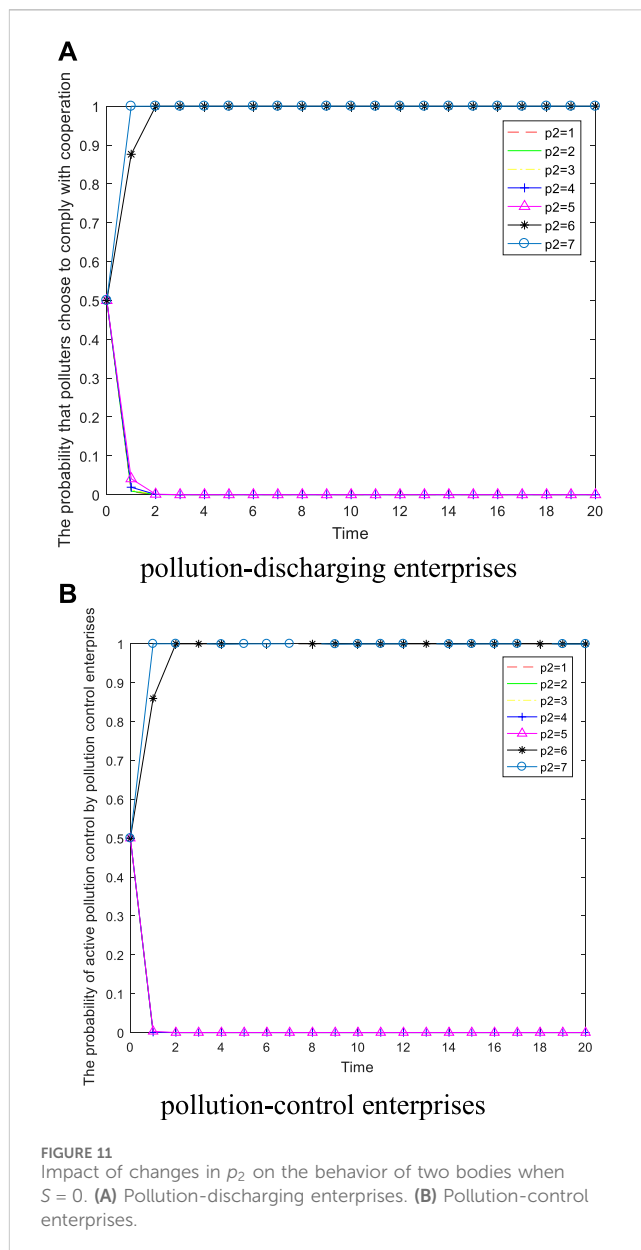 A
The probability that polluters choose to comply with cooperation
1
0.9
0.8
0.7
0.6
0.5
0.4
0.3
0.2
0.1
0
p2=1
p2=2
p2=3
p2=4
p2=5
p2=6
p2=7
0 2 4 6 8 10 12 14 16 18 20
Time
pollution-discharging enterprises
B
The probability of active pollution control by pollution control enterprises
1
0.9
0.8
0.7
0.6
0.5
0.4
0.3
0.2
0.1
0
p2=1
p2=2
p2=3
p2=4
p2=5
p2=6
p2=7
0 2 4 6 8 10 12 14 16 18 20
Time
pollution-control enterprises
FIGURE 11
Impact of changes in p₂ on the behavior of two bodies when
S = 0. (A) Pollution-discharging enterprises. (B) Pollution-control
enterprises.